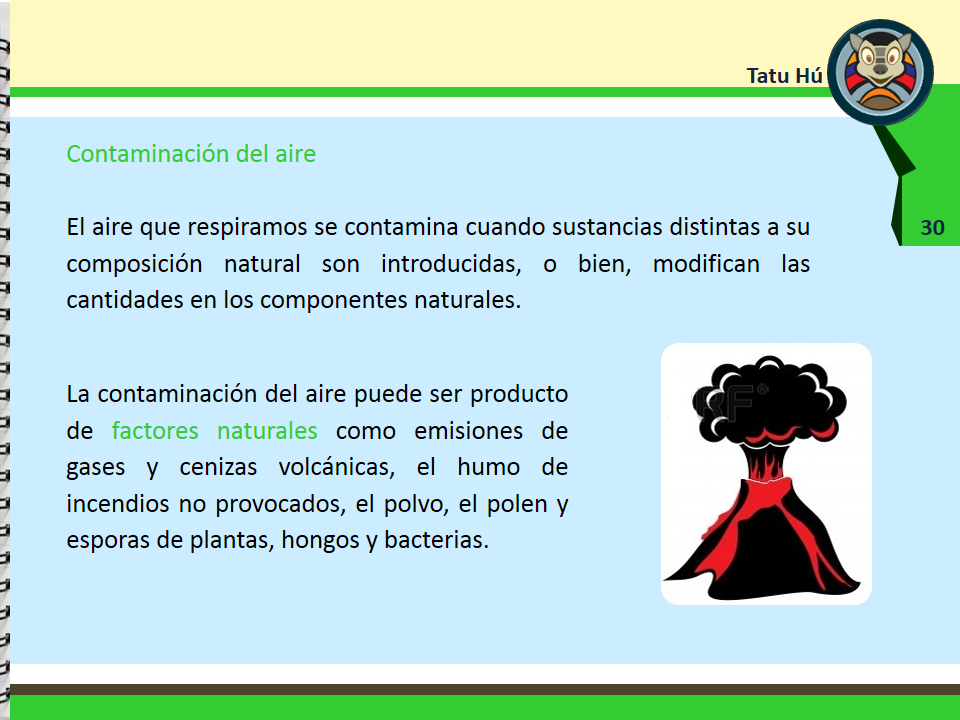 Tatu Hú
Contaminación del aire
30
El aire que respiramos se contamina cuando sustancias distintas a su
composición natural son introducidas, o bien, modifican las
cantidades en los componentes naturales.
La contaminación del aire puede ser producto
de factores naturales como emisiones de
gases y cenizas volcánicas, el humo de
incendios no provocados, el polvo, el polen y
esporas de plantas, hongos y bacterias.
RF®